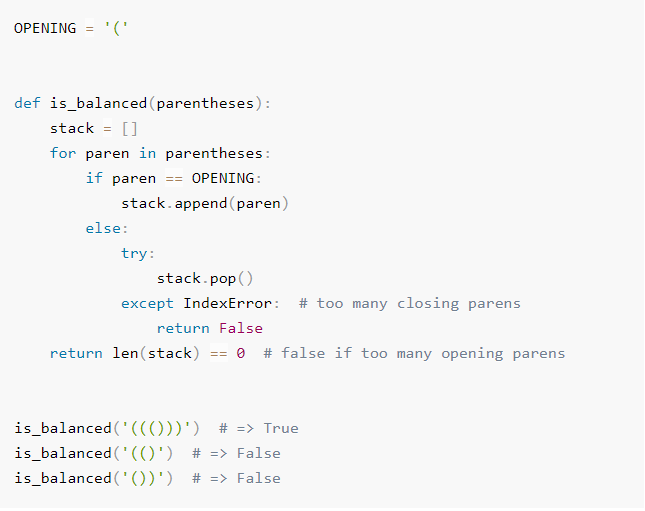 OPENING = '('
def is_balanced(parentheses):
    stack = []
    for paren in parentheses:
        if paren == OPENING:
            stack.append(paren)
        else:
            try:
                stack.pop()
            except IndexError:  # too many closing parens
                return False
    return len(stack) == 0  # false if too many opening parens
is_balanced('((()))')  # => True
is_balanced('(()')  # => False
is_balanced('())')  # => False